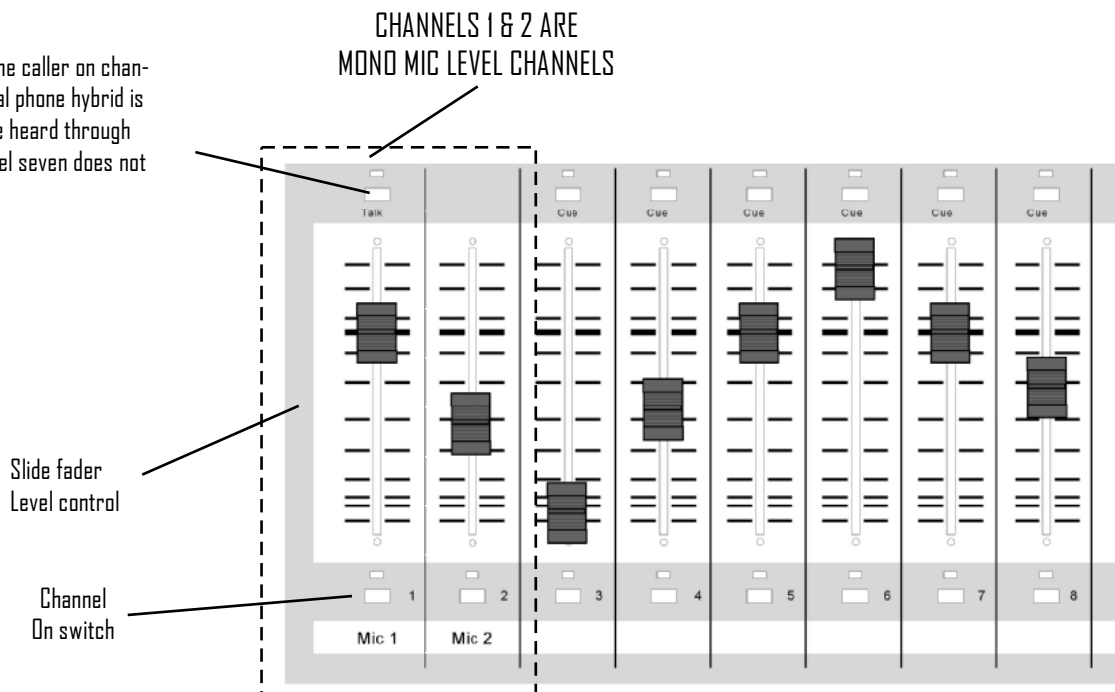 CHANNELS 1 & 2 ARE
MONO MIC LEVEL CHANNELS
ne caller on chan-
al phone hybrid is
e heard through
el seven does not
Talk
Cue
Cue
Cue
Cue
Cue
Cue
Slide fader
Level control
Channel
On switch
1
2
3
4
5
6
7
8
Mic 1
Mic 2